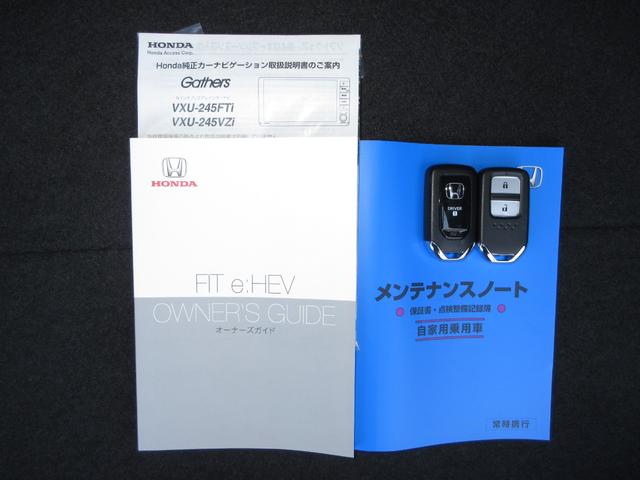 HONDA
Honda Access Corp.
Honda純正カーナビゲーション取扱説明書のご案内
Gathers
VXU-245FTi
VXU-245VZi
HONDA
FIT e:HEV
OWNER'S GUIDE
オーナーズガイド
DRIVER
1
メンテナンスノート
保証書・点検整備記録簿
自家用乗用車
常時携行